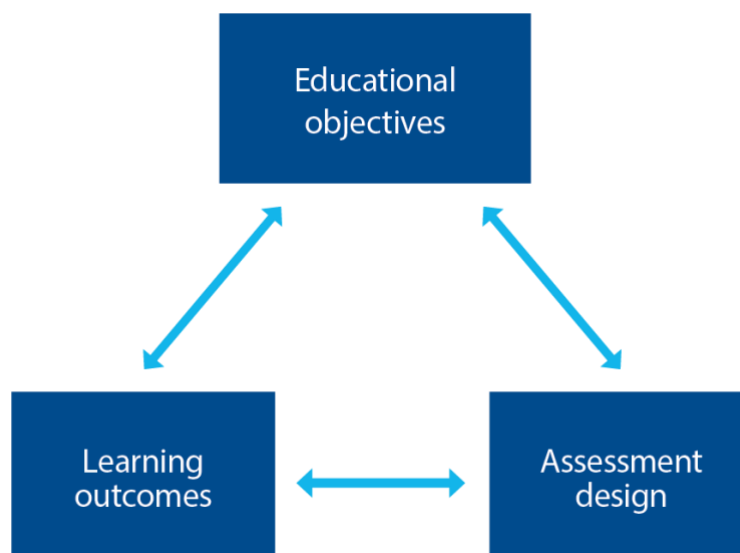 Educational
objectives
Learning
outcomes
Assessment
design